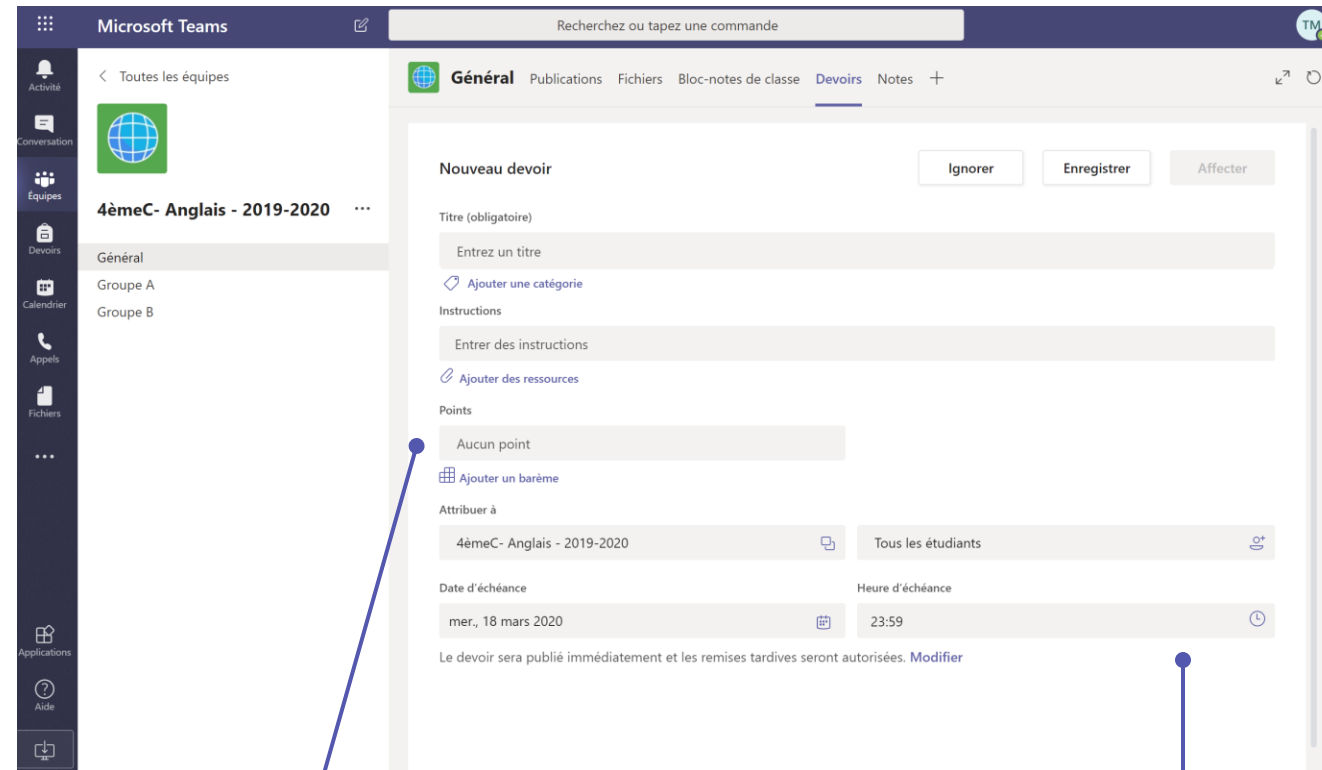 Microsoft Teams
Recherchez ou tapez une commande
TM
Activité
Conversation
Équipes
Devoirs
Calendrier
Appels
Fichiers
Applications
Aide
Toutes les équipes
4èmeC- Anglais - 2019-2020
Général
Groupe A
Groupe B
Général Publications Fichiers Bloc-notes de classe Devoirs Notes
Nouveau devoir Ignorer Enregistrer Affecter
Titre (obligatoire)
Entrez un titre
Ajouter une catégorie
Instructions
Entrer des instructions
Ajouter des ressources
Points
Aucun point
Ajouter un barème
Attribuer à
4èmeC- Anglais - 2019-2020 Tous les étudiants
Date d'échéance Heure d'échéance
mer., 18 mars 2020 23:59
Le devoir sera publié immédiatement et les remises tardives seront autorisées. Modifier